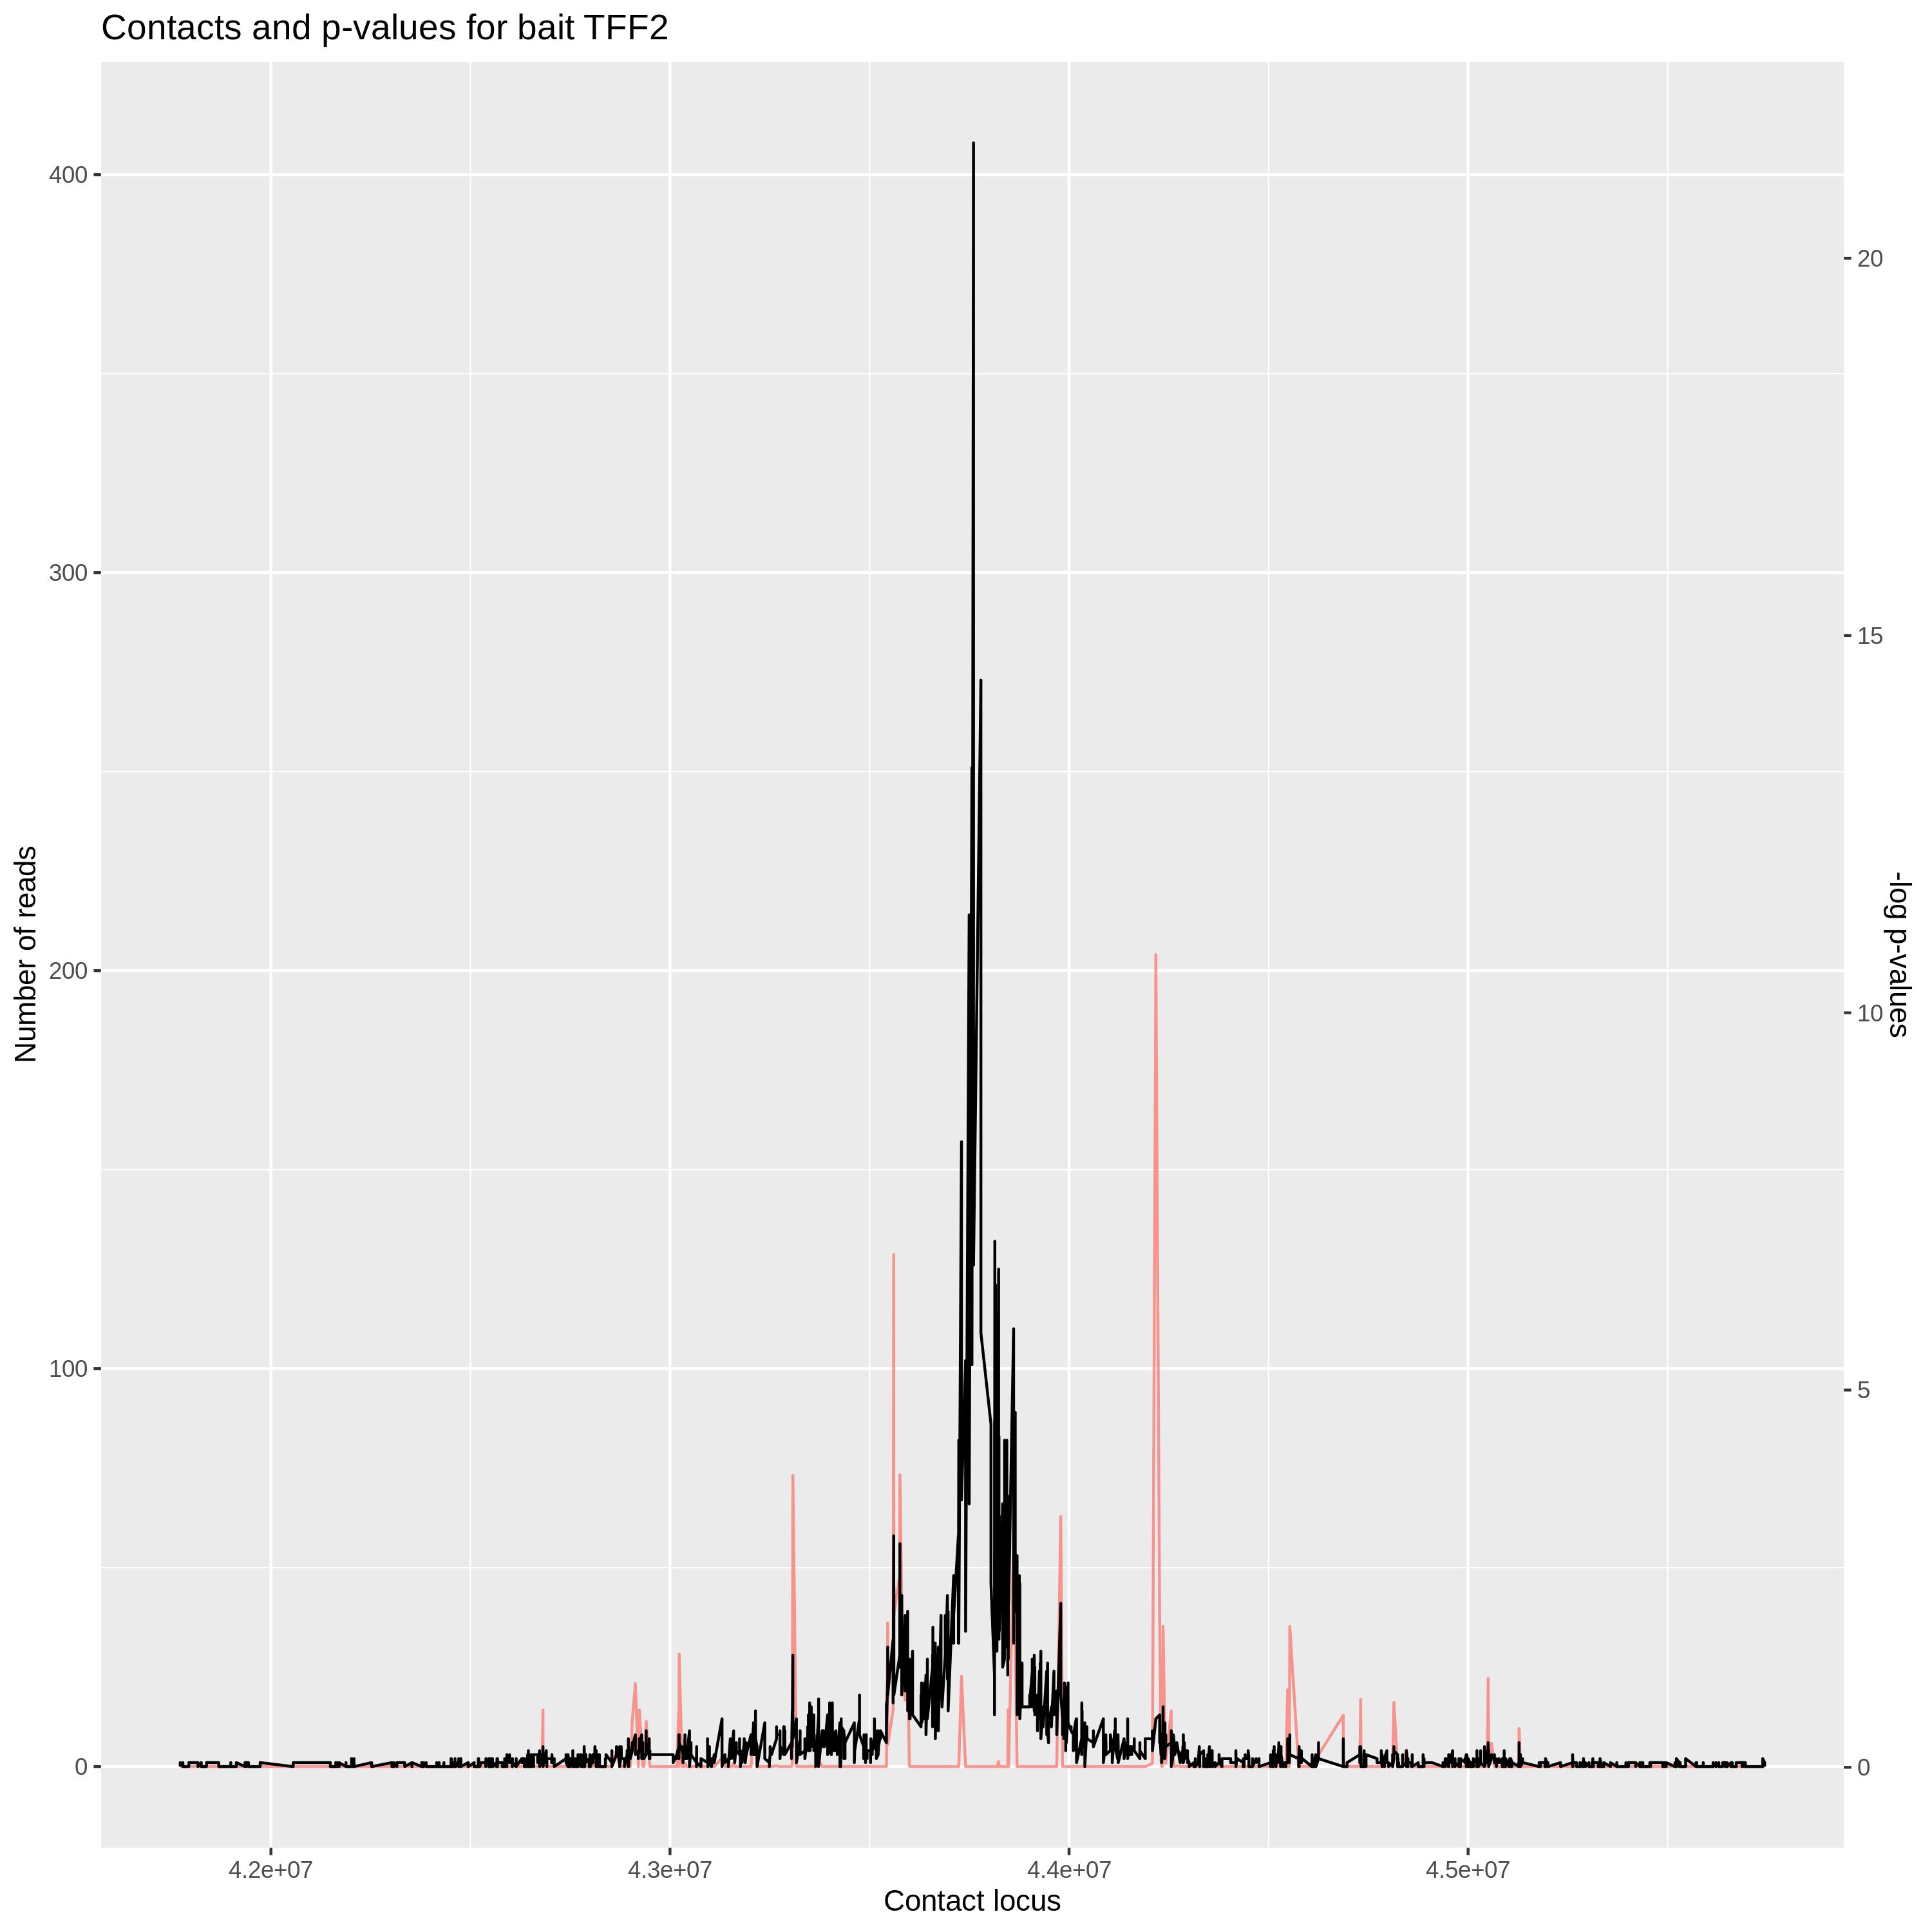 Contacts and p-values for bait TFF2
400
300
200
100
0
Number of reads
20
15
10
5
0
-log p-values
4.2e+07
4.3e+07
4.4e+07
4.5e+07
Contact locus